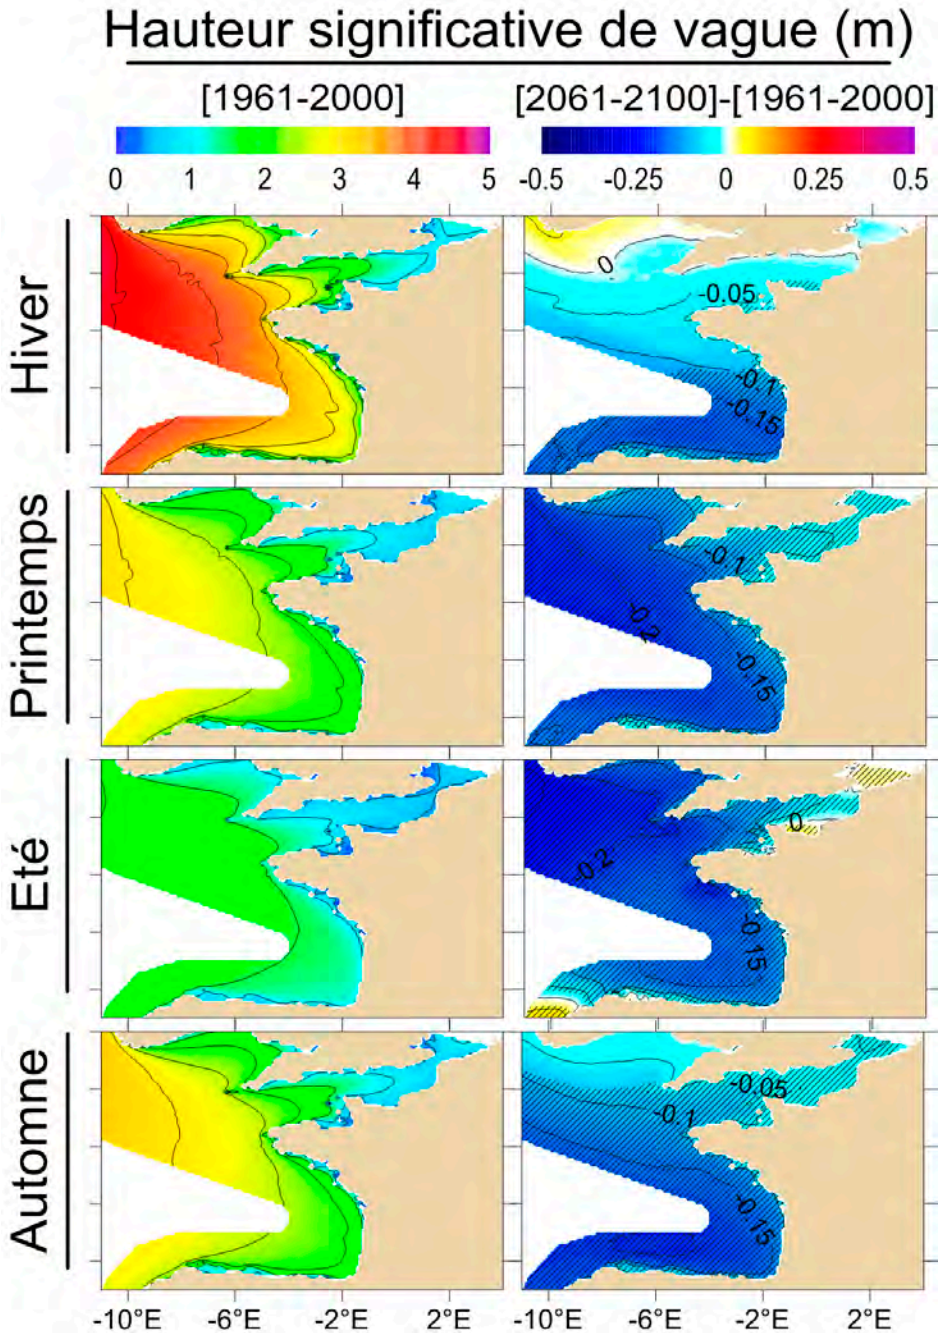 Hauteur significative de vague (m)
[1961-2000] [2061-2100]-[1961-2000]
0 1 2 3 4 5 -0.5 -0.25 0 0.25 0.5
Hiver
0
-0.05
-0.1
-0.15
Printemps
-0.1
-0.2
-0.15
Eté
0
-0.2
-0.15
Automne
-0.05
-0.1
-0.15
-10°E -6°E -2°E 2°E -10°E -6°E -2°E 2°E